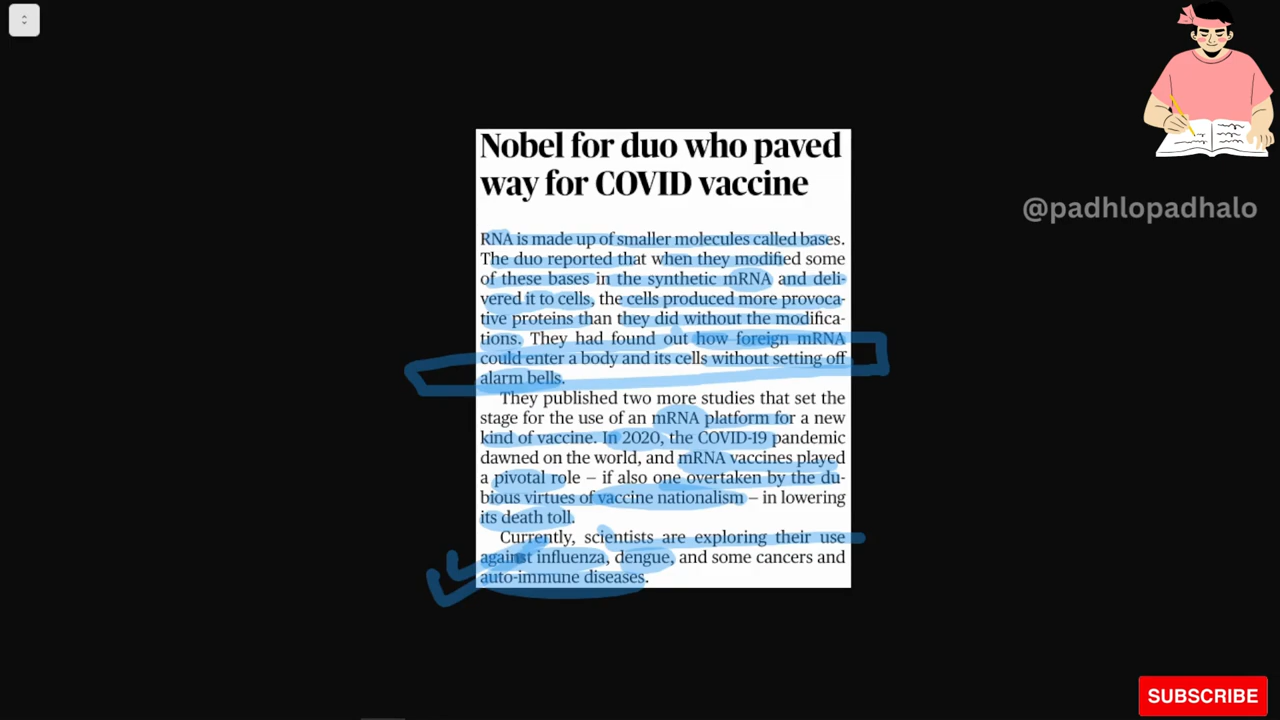 Nobel for duo who paved
way for COVID vaccine
RNA is made up of smaller molecules called bases.
The duo reported that when they modified some
of these bases in the synthetic mRNA and deli-
vered it to cells, the cells produced more provoca-
tive proteins than they did without the modifica-
tions. They had found out how foreign mRNA
could enter a body and its cells without setting off
alarm bells.
They published two more studies that set the
stage for the use of an mRNA platform for a new
kind of vaccine. In 2020, the COVID-19 pandemic
dawned on the world, and mRNA vaccines played
a pivotal role – if also one overtaken by the du-
bious virtues of vaccine nationalism – in lowering
its death toll.
Currently, scientists are exploring their use
against influenza, dengue, and some cancers and
auto-immune diseases.
@padhlopadhalo
SUBSCRIBE